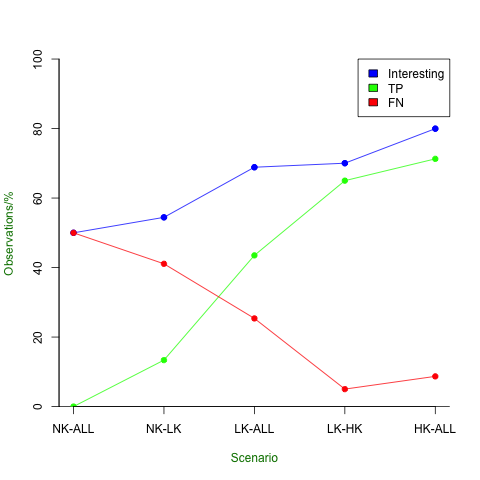 Interesting
TP
FN
Observations/%
100
80
60
40
20
0
NK-ALL
NK-LK
LK-ALL
LK-HK
HK-ALL
Scenario